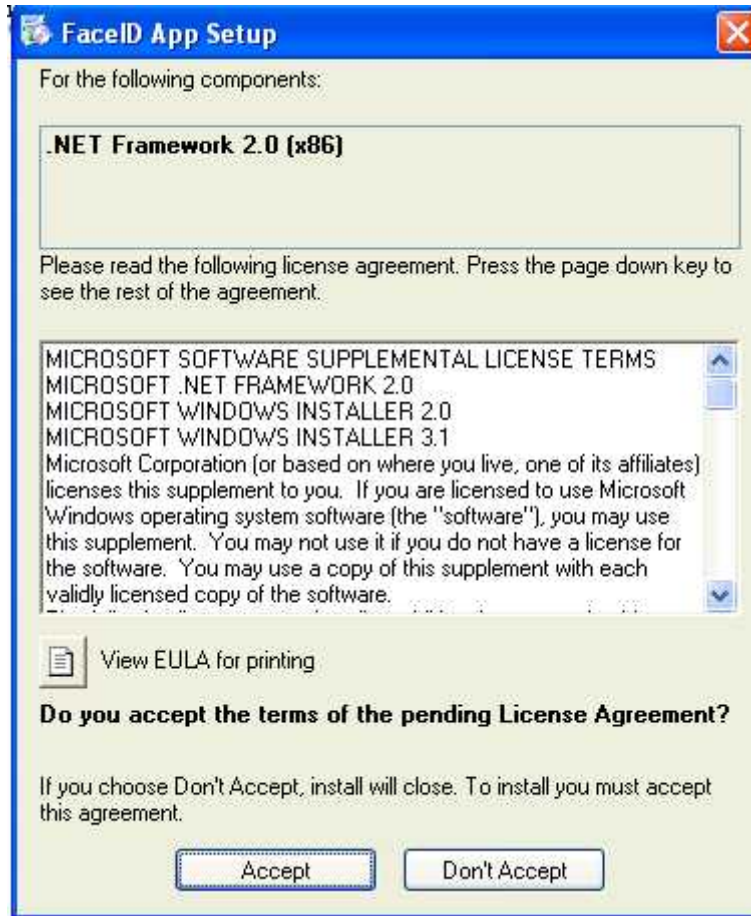 FaceID App Setup
For the following components:
.NET Framework 2.0 (x86)
Please read the following license agreement. Press the page down key to
see the rest of the agreement.
MICROSOFT SOFTWARE SUPPLEMENTAL LICENSE TERMS
MICROSOFT .NET FRAMEWORK 2.0
MICROSOFT WINDOWS INSTALLER 2.0
MICROSOFT WINDOWS INSTALLER 3.1
Microsoft Corporation (or based on where you live, one of its affiliates)
licenses this supplement to you.  If you are licensed to use Microsoft
Windows operating system software (the "software"), you may use
this supplement.  You may not use it if you do not have a license for
the software.  You may use a copy of this supplement with each
validly licensed copy of the software.
View EULA for printing
Do you accept the terms of the pending License Agreement?
If you choose Don't Accept, install will close. To install you must accept
this agreement.
Accept
Don't Accept